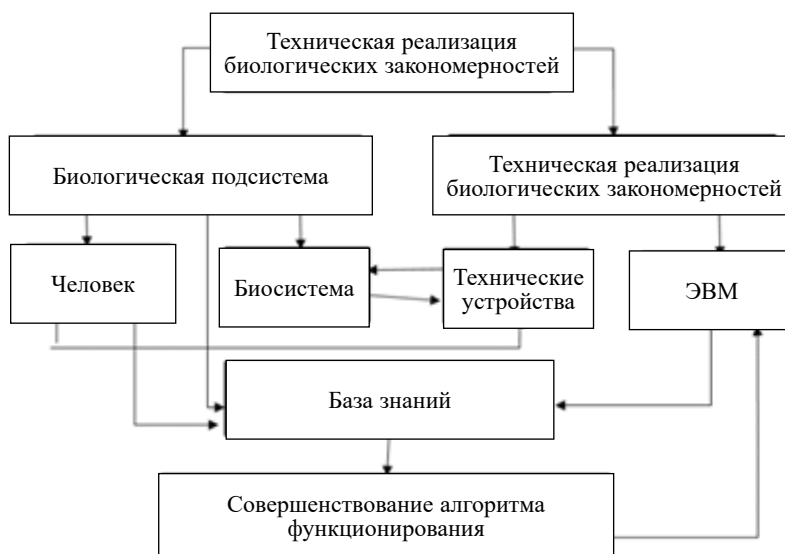 Техническая реализация
биологических закономерностей
Биологическая подсистема
Техническая реализация
биологических закономерностей
Человек
Биосистема
Технические
устройства
ЭВМ
База знаний
Совершенствование алгоритма
функционирования